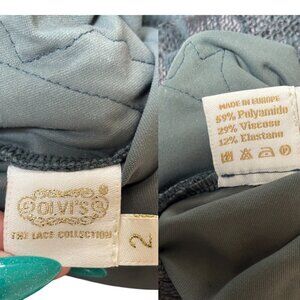 OLVI'S
®
THE LACE COLLECTION
2
MADE IN EUROPE
59% Polyamide
29% Viscose
12% Elastane